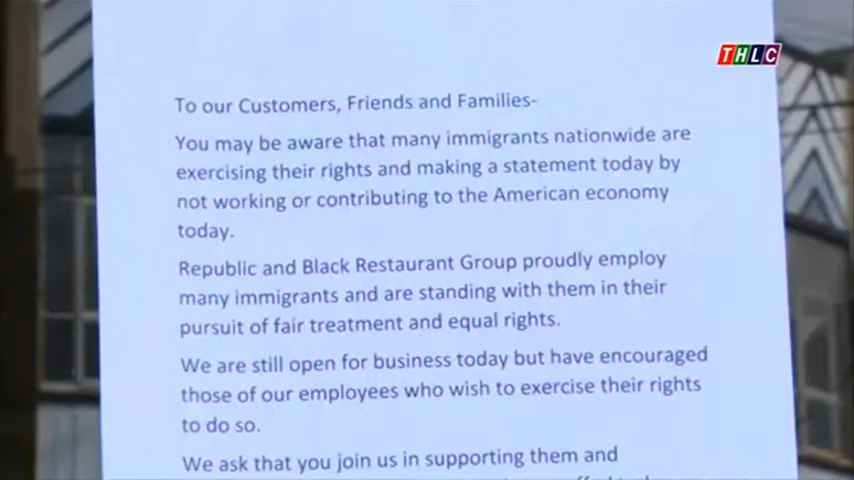 THLC
To our Customers, Friends and Families-
You may be aware that many immigrants nationwide are
exercising their rights and making a statement today by
not working or contributing to the American economy
today.
Republic and Black Restaurant Group proudly employ
many immigrants and are standing with them in their
pursuit of fair treatment and equal rights.
We are still open for business today but have encouraged
those of our employees who wish to exercise their rights
to do so.
We ask that you join us in supporting them and